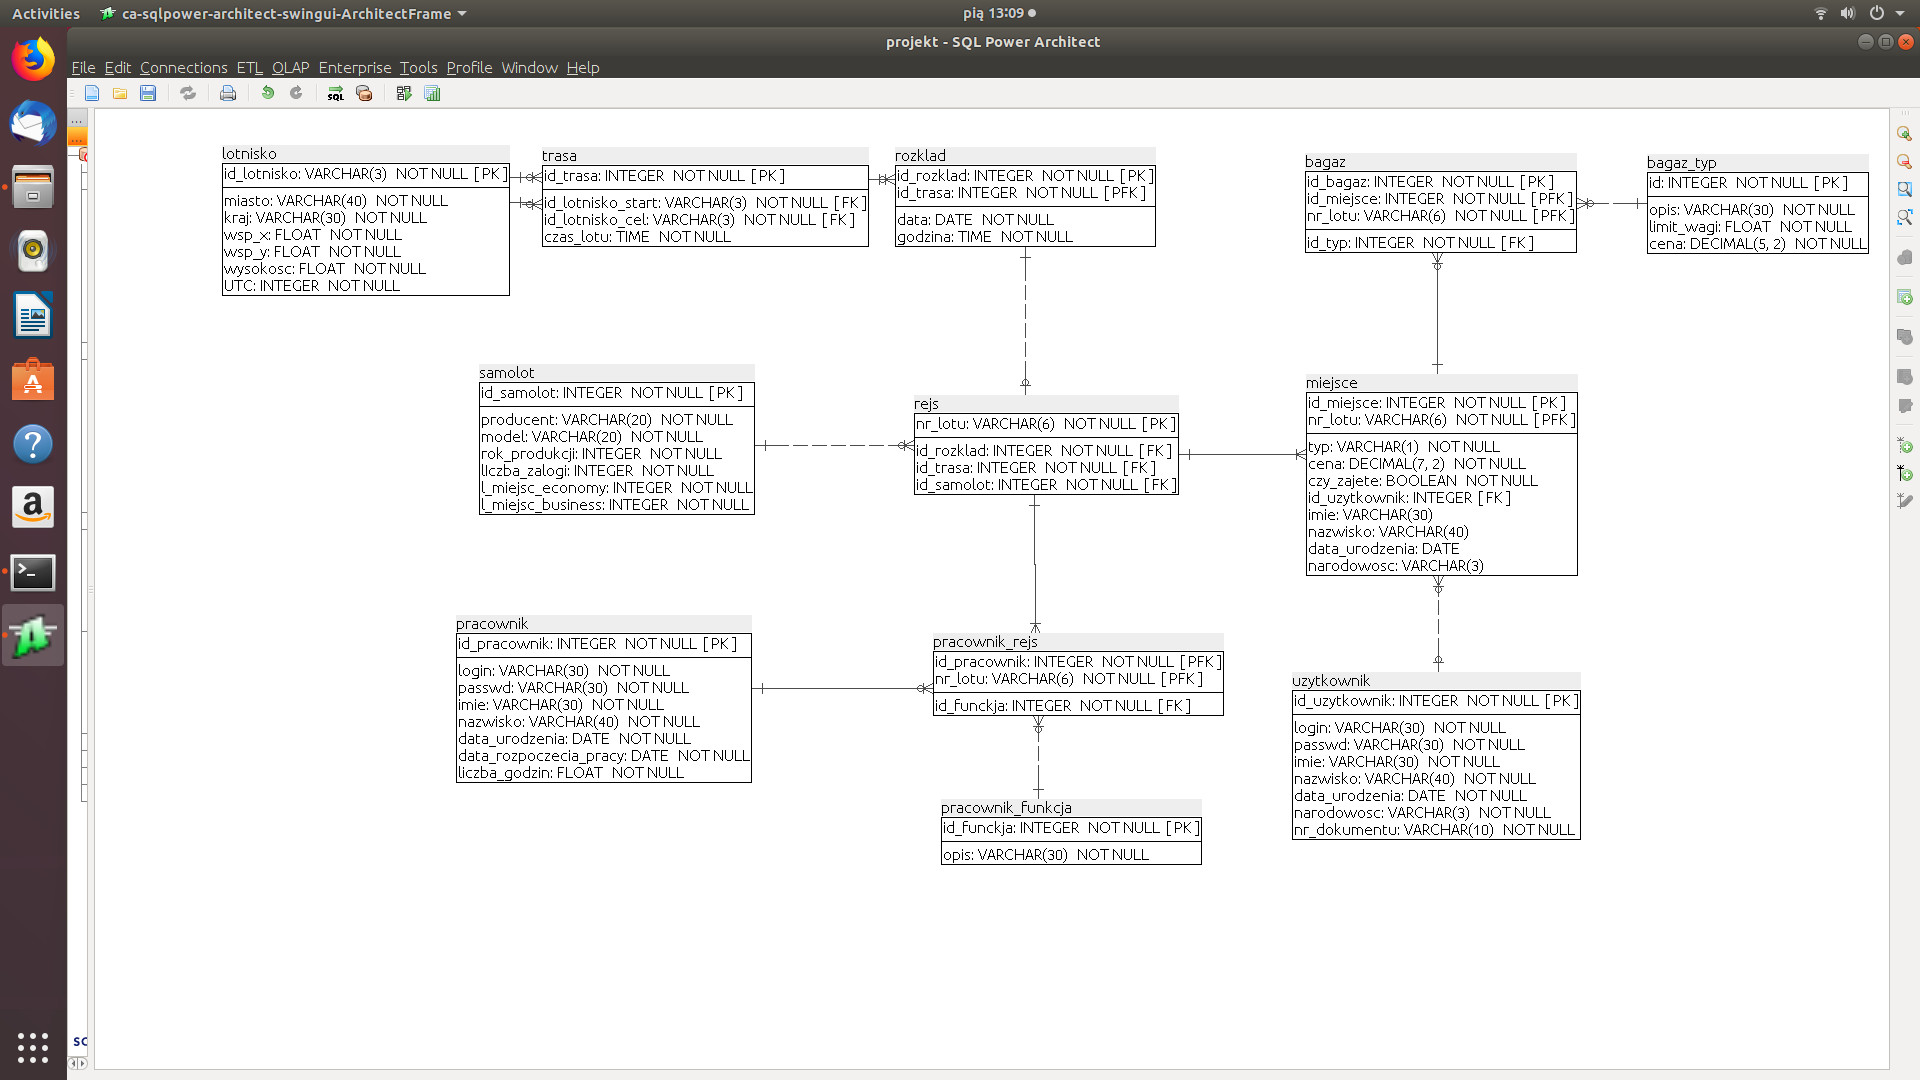 Activities
ca-sqlpower-architect-swingui-ArchitectFrame
pią 13:09
projekt - SQL Power Architect
File Edit Connections ETL OLAP Enterprise Tools Profile Window Help
SQL
...
...
lotnisko
id_lotnisko: VARCHAR(3) NOT NULL [PK]
miasto: VARCHAR(40) NOT NULL
kraj: VARCHAR(30) NOT NULL
wsp_x: FLOAT NOT NULL
wsp_y: FLOAT NOT NULL
wysokosc: FLOAT NOT NULL
UTC: INTEGER NOT NULL
trasa
id_trasa: INTEGER NOT NULL [PK]
id_lotnisko_start: VARCHAR(3) NOT NULL [FK]
id_lotnisko_cel: VARCHAR(3) NOT NULL [FK]
czas_lotu: TIME NOT NULL
rozklad
id_rozklad: INTEGER NOT NULL [PK]
id_trasa: INTEGER NOT NULL [PFK]
data: DATE NOT NULL
godzina: TIME NOT NULL
bagaz
id_bagaz: INTEGER NOT NULL [PK]
id_miejsce: INTEGER NOT NULL [PFK]
nr_lotu: VARCHAR(6) NOT NULL [PFK]
id_typ: INTEGER NOT NULL [FK]
bagaz_typ
id: INTEGER NOT NULL [PK]
opis: VARCHAR(30) NOT NULL
limit_wagi: FLOAT NOT NULL
cena: DECIMAL(5, 2) NOT NULL
samolot
id_samolot: INTEGER NOT NULL [PK]
producent: VARCHAR(20) NOT NULL
model: VARCHAR(20) NOT NULL
rok_produkcji: INTEGER NOT NULL
liczba_zalogi: INTEGER NOT NULL
l_miejsc_economy: INTEGER NOT NULL
l_miejsc_business: INTEGER NOT NULL
rejs
nr_lotu: VARCHAR(6) NOT NULL [PK]
id_rozklad: INTEGER NOT NULL [FK]
id_trasa: INTEGER NOT NULL [FK]
id_samolot: INTEGER NOT NULL [FK]
miejsce
id_miejsce: INTEGER NOT NULL [PK]
nr_lotu: VARCHAR(6) NOT NULL [PFK]
typ: VARCHAR(1) NOT NULL
cena: DECIMAL(7, 2) NOT NULL
czy_zajete: BOOLEAN NOT NULL
id_uzytkownik: INTEGER [FK]
imie: VARCHAR(30)
nazwisko: VARCHAR(40)
data_urodzenia: DATE
narodowosc: VARCHAR(3)
pracownik
id_pracownik: INTEGER NOT NULL [PK]
login: VARCHAR(30) NOT NULL
passwd: VARCHAR(30) NOT NULL
imie: VARCHAR(30) NOT NULL
nazwisko: VARCHAR(40) NOT NULL
data_urodzenia: DATE NOT NULL
data_rozpoczecia_pracy: DATE NOT NULL
liczba_godzin: FLOAT NOT NULL
pracownik_rejs
id_pracownik: INTEGER NOT NULL [PFK]
nr_lotu: VARCHAR(6) NOT NULL [PFK]
id_funckja: INTEGER NOT NULL [FK]
pracownik_funkcja
id_funckja: INTEGER NOT NULL [PK]
opis: VARCHAR(30) NOT NULL
uzytkownik
id_uzytkownik: INTEGER NOT NULL [PK]
login: VARCHAR(30) NOT NULL
passwd: VARCHAR(30) NOT NULL
imie: VARCHAR(30) NOT NULL
nazwisko: VARCHAR(40) NOT NULL
data_urodzenia: DATE NOT NULL
narodowosc: VARCHAR(3) NOT NULL
nr_dokumentu: VARCHAR(10) NOT NULL